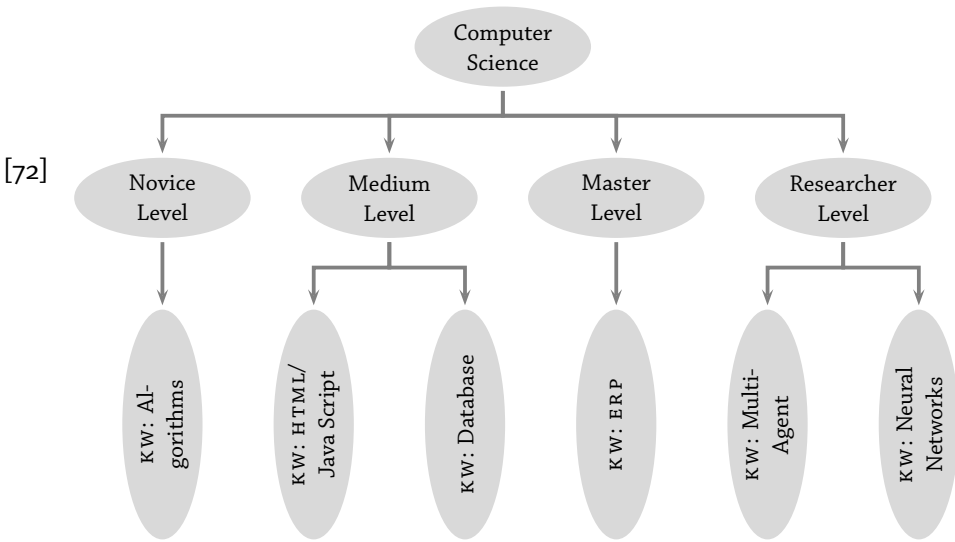 Computer
Science
[72]
Novice
Level
Medium
Level
Master
Level
Researcher
Level
KW: Al-
gorithms
KW: HTML/
Java Script
KW: Database
KW: ERP
KW: Multi-
Agent
KW: Neural
Networks